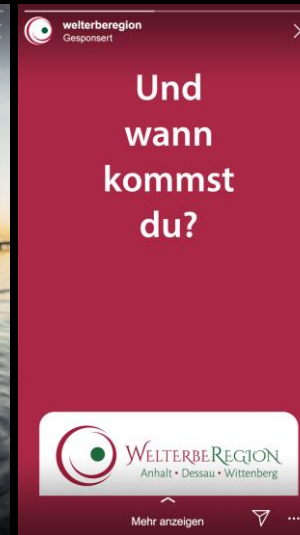 welterberegion
Gesponsert
Und
wann
kommst
du?
WELTERBEREGION
Anhalt • Dessau • Wittenberg
Mehr anzeigen